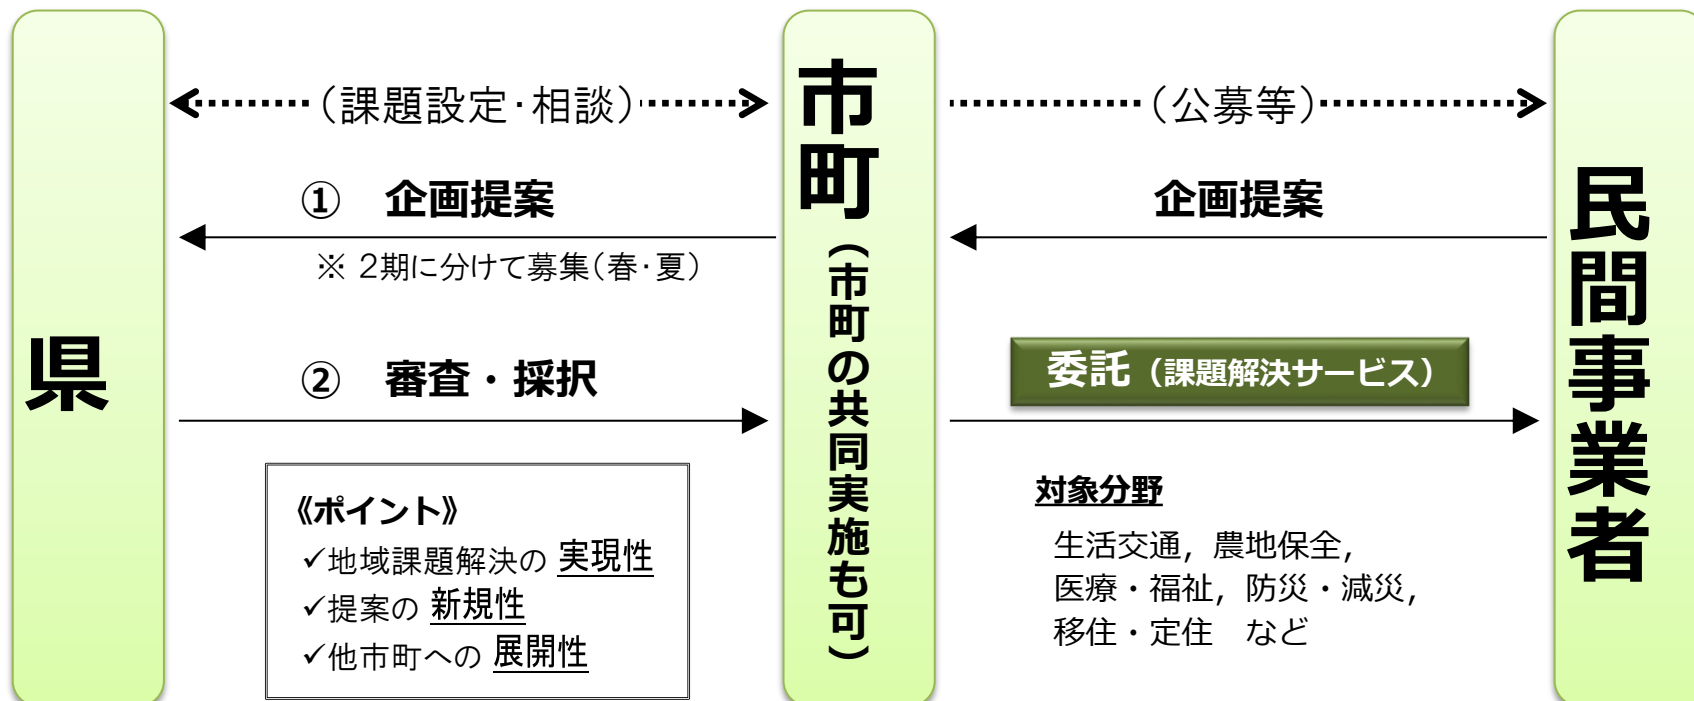 県
(課題設定・相談)
① 企画提案
※ 2期に分けて募集(春・夏)
② 審査・採択
《ポイント》
✓地域課題解決の 実現性
✓提案の 新規性
✓他市町への 展開性
市町(市町の共同実施も可)
(公募等)
企画提案
委託(課題解決サービス)
対象分野
生活交通,農地保全,
医療・福祉,防災・減災,
移住・定住 など
民間事業者